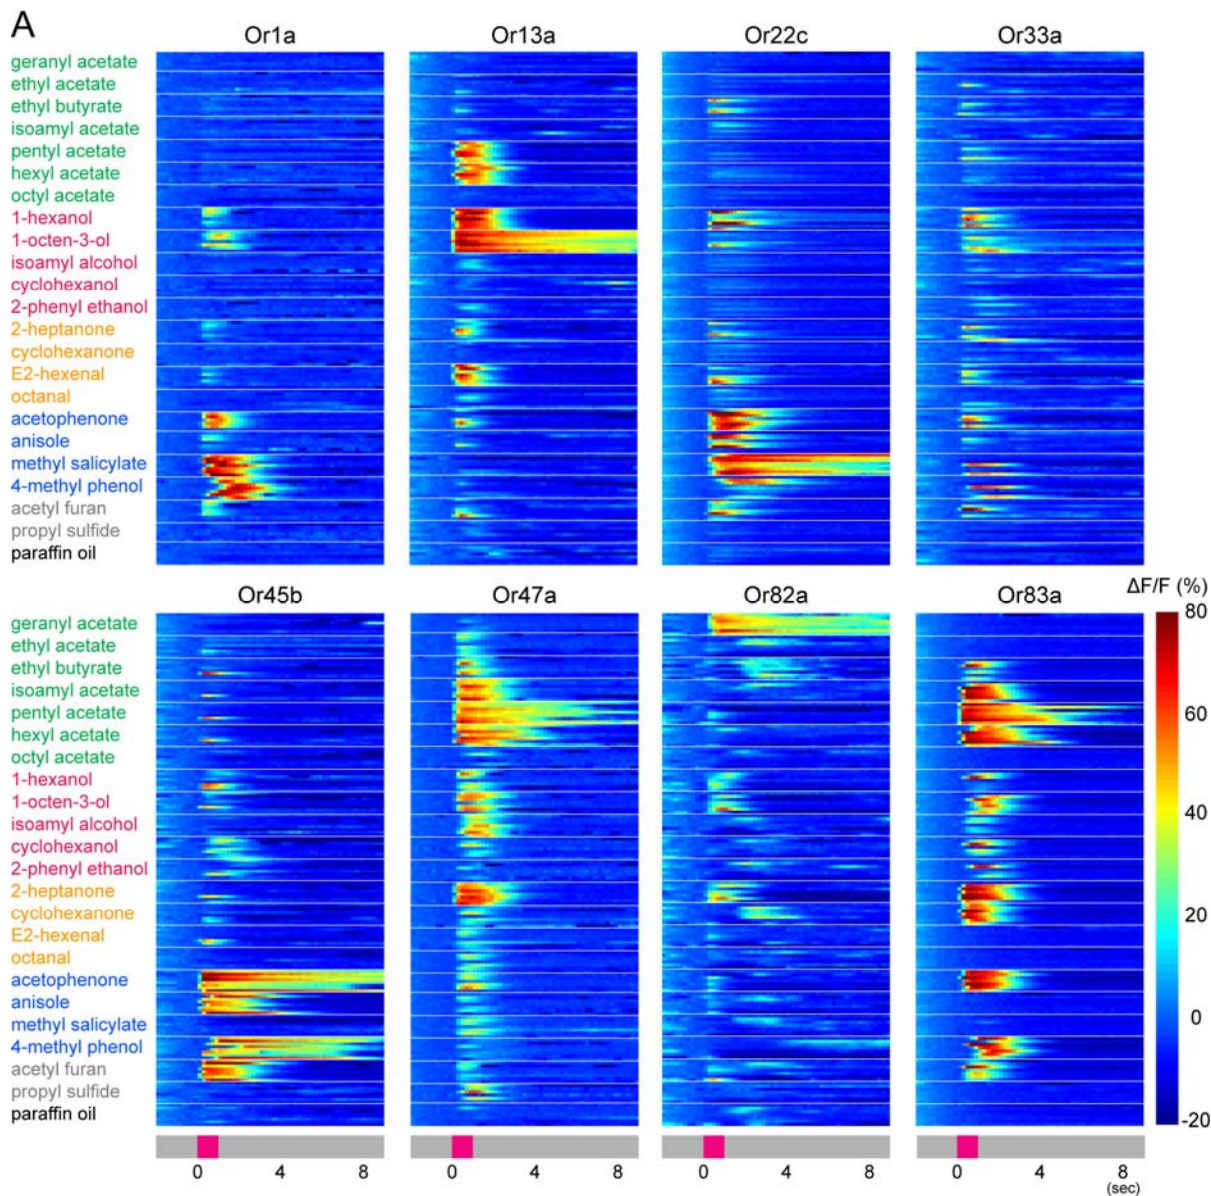 A
Or1a Or13a Or22c Or33a
geranyl acetate
ethyl acetate
ethyl butyrate
isoamyl acetate
pentyl acetate
hexyl acetate
octyl acetate
1-hexanol
1-octen-3-ol
isoamyl alcohol
cyclohexanol
2-phenyl ethanol
2-heptanone
cyclohexanone
E2-hexenal
octanal
acetophenone
anisole
methyl salicylate
4-methyl phenol
acetyl furan
propyl sulfide
paraffin oil
Or45b Or47a Or82a Or83a
ΔF/F (%)
geranyl acetate
ethyl acetate
ethyl butyrate
isoamyl acetate
pentyl acetate
hexyl acetate
octyl acetate
1-hexanol
1-octen-3-ol
isoamyl alcohol
cyclohexanol
2-phenyl ethanol
2-heptanone
cyclohexanone
E2-hexenal
octanal
acetophenone
anisole
methyl salicylate
4-methyl phenol
acetyl furan
propyl sulfide
paraffin oil
80
60
40
20
0
-20
0 4 8 0 4 8 0 4 8 0 4 8
(sec)